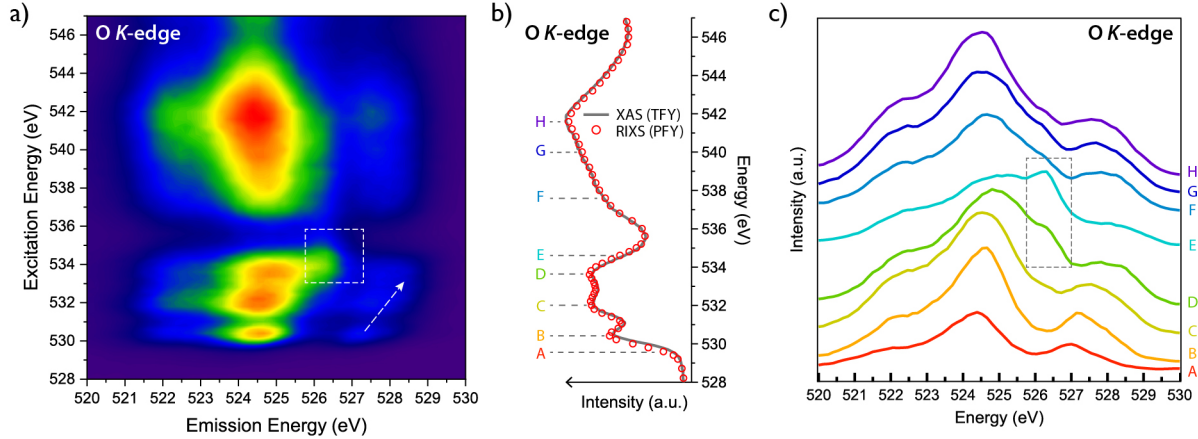 a)
O K-edge
546
544
542
540
538
536
534
532
530
528
Excitation Energy (eV)
520 521 522 523 524 525 526 527 528 529 530
Emission Energy (eV)
b)
O K-edge
XAS (TFY)
RIXS (PFY)
H
G
F
E
D
C
B
A
546
544
542
540
538
536
534
532
530
528
Energy (eV)
Intensity (a.u.)
c)
O K-edge
Intensity (a.u.)
H
G
F
E
D
C
B
A
520 521 522 523 524 525 526 527 528 529 530
Energy (eV)